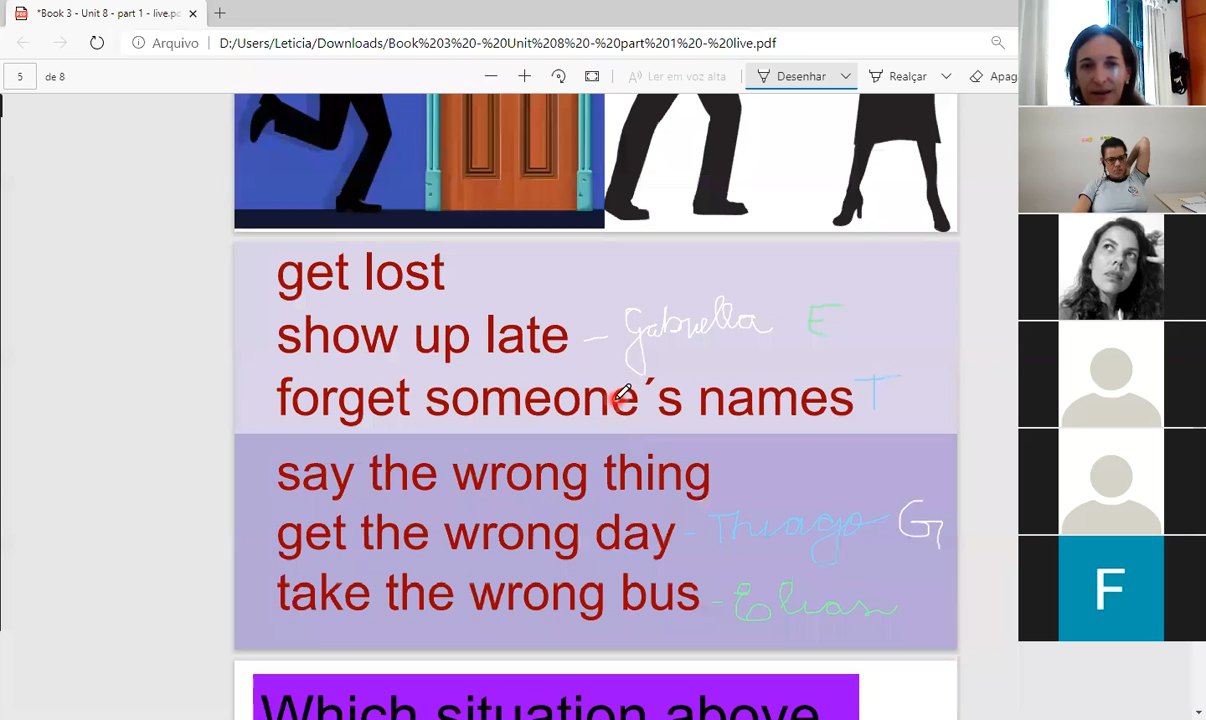 *Book 3 - Unit 8 - part 1 - live.pc
Arquivo D:/Users/Leticia/Downloads/Book%203%20-%20Unit%208%20-%20part%201%20-%20live.pdf
5 de 8 Ler em voz alta Desenhar Realçar Apag
get lost
show up late - Gabriella E
forget someone´s names T
say the wrong thing
get the wrong day - Thiago G
take the wrong bus - Elias
Which situation above
F